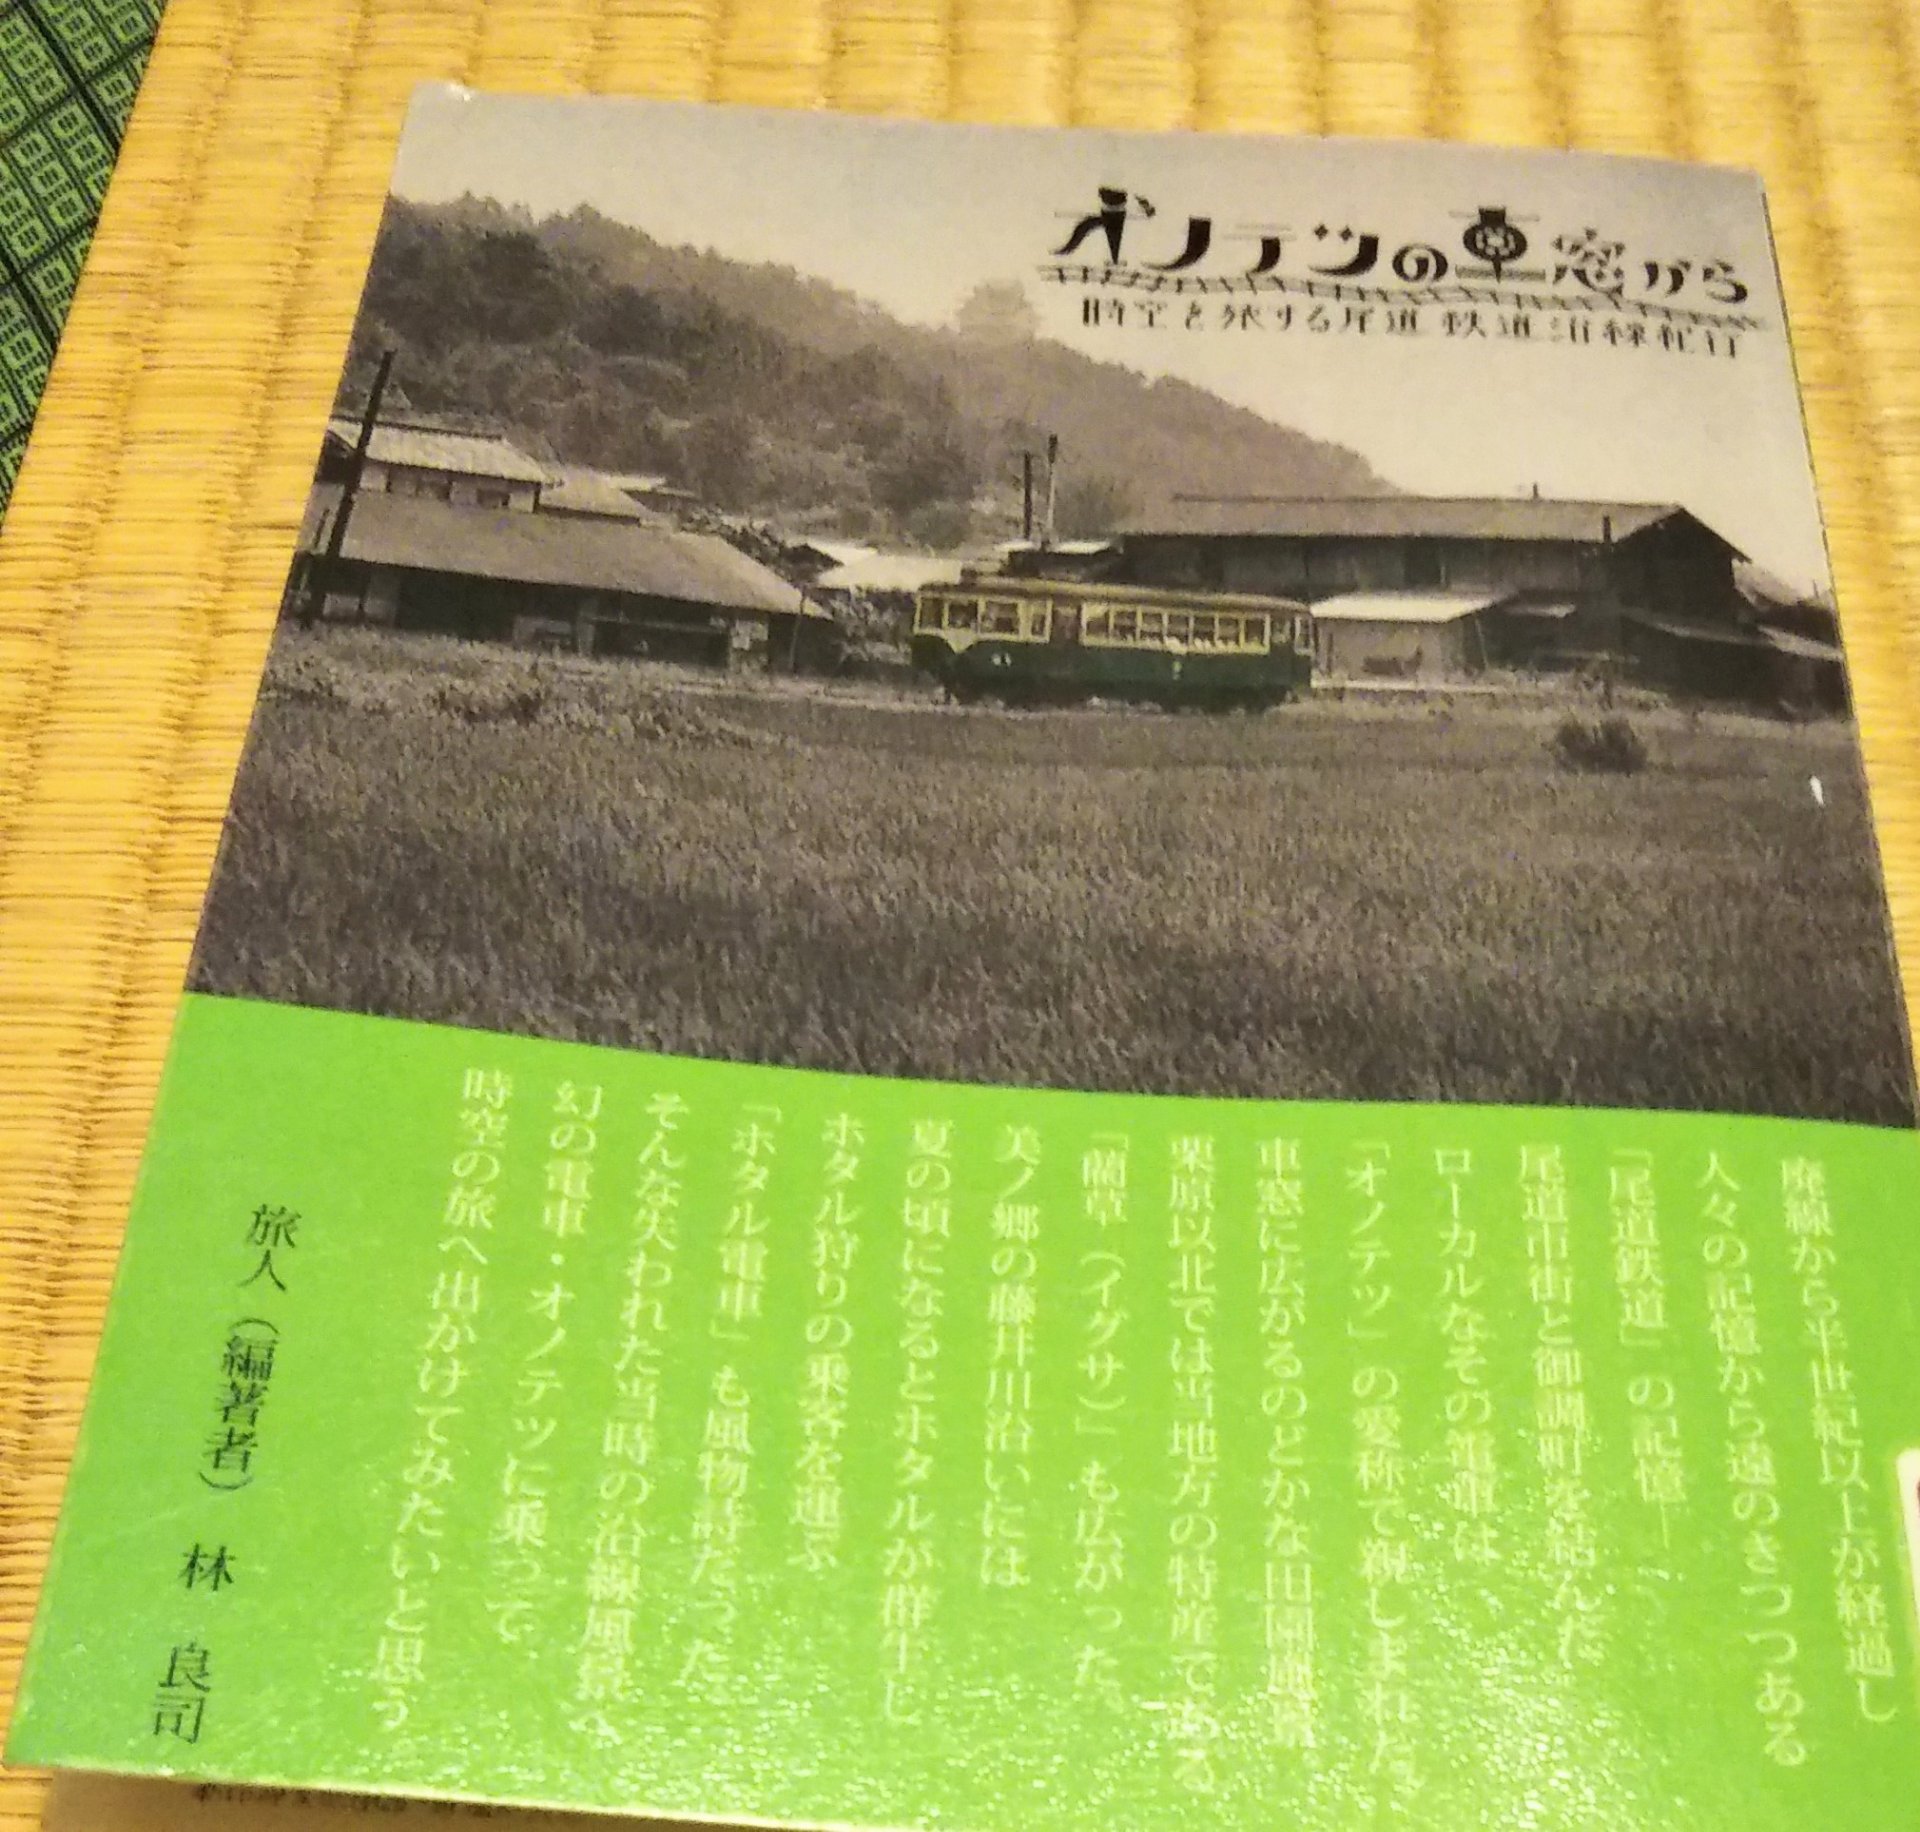 オノテツの車窓から
時空を旅する尾道鉄道沿線紀行
廃線から半世紀以上が経過し
人々の記憶から遠のきつつある
「尾道鉄道」の記憶―
尾道市街と御調町を結んだ
ローカルなその電車は
「オノテツ」の愛称で親しまれた。
車窓に広がるのどかな田園風景
栗原以北では当地方の特産である
「藺草（イグサ）」も広がった。
美ノ郷の藤井川沿いには
夏の頃になるとホタルが群生し
ホタル狩りの乗客を運ぶ
「ホタル電車」も風物詩だった。
そんな失われた当時の沿線風景へ
幻の電車・オノテツに乗って
時空の旅へ出かけてみたいと思う
旅人（編著者） 林 良司